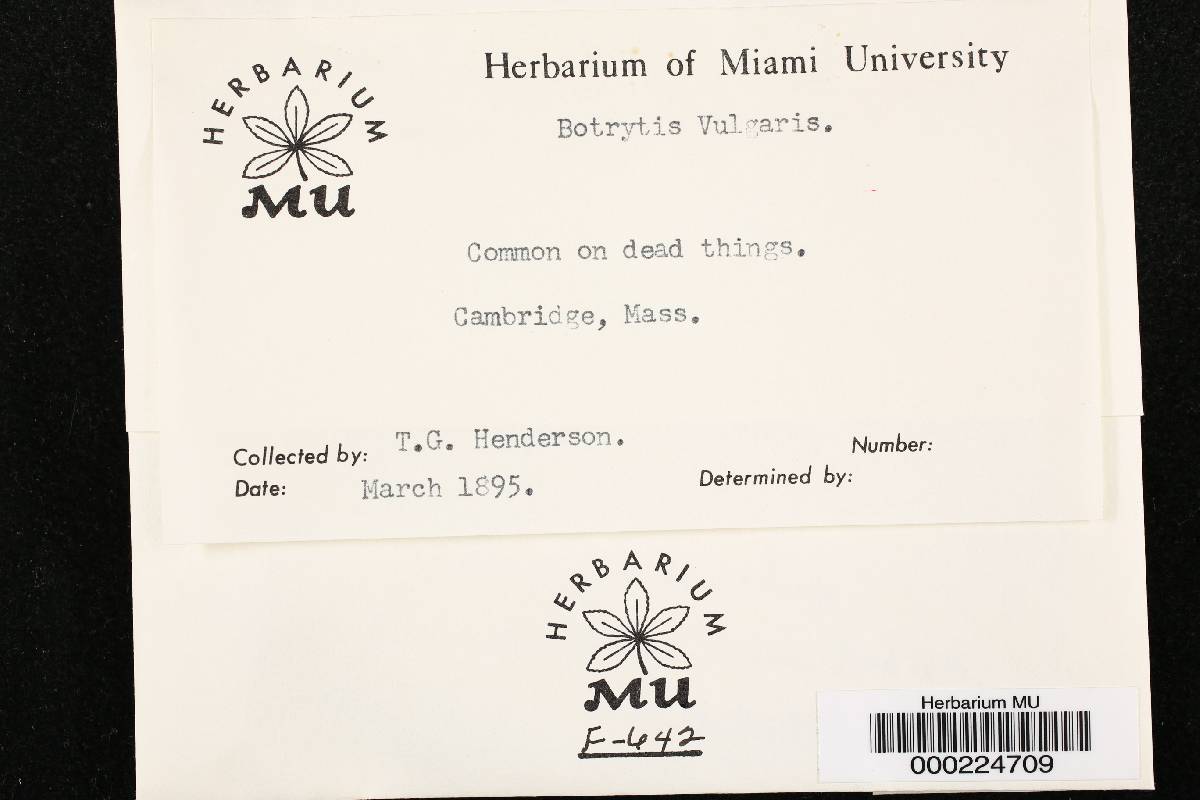 HERBARIUM
MU
Herbarium of Miami University
Botrytis Vulgaris.
Common on dead things.
Cambridge, Mass.
Collected by: T.G. Henderson.
Number:
Date: March 1895.
Determined by:
HERBARIUM
MU
F-642
Herbarium MU
000224709